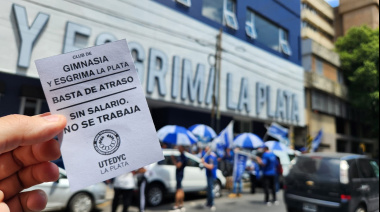 Y ESGRIMA LA PLATA
CLUB DE
GIMNASIA
Y ESGRIMA LA PLATA
BASTA DE ATRASO
SIN SALARIO,
NO SE TRABAJA
UTEDYC
LA PLATA